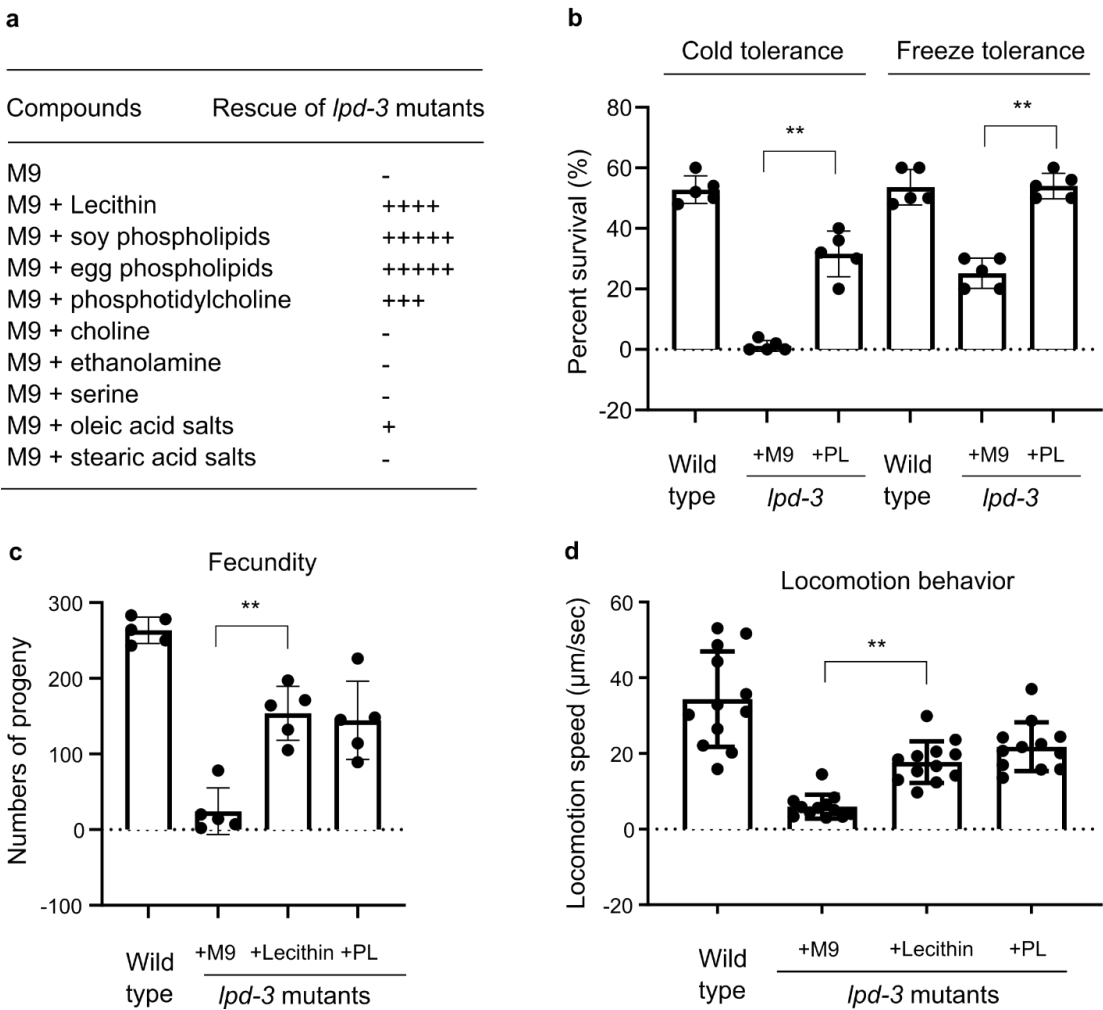 a
Compounds Rescue of lpd-3 mutants
M9 -
M9 + Lecithin ++++
M9 + soy phospholipids +++++
M9 + egg phospholipids +++++
M9 + phosphotidylcholine +++
M9 + choline -
M9 + ethanolamine -
M9 + serine -
M9 + oleic acid salts +
M9 + stearic acid salts -
b
Cold tolerance Freeze tolerance
Percent survival (%)
80
60
40
20
0
-20
** **
Wild type
+M9 +PL
lpd-3
Wild type
+M9 +PL
lpd-3
c
Fecundity
Numbers of progeny
300
200
100
0
-100
**
Wild type
+M9 +Lecithin +PL
lpd-3 mutants
d
Locomotion behavior
Locomotion speed (µm/sec)
60
40
20
0
-20
**
Wild type
+M9 +Lecithin +PL
lpd-3 mutants